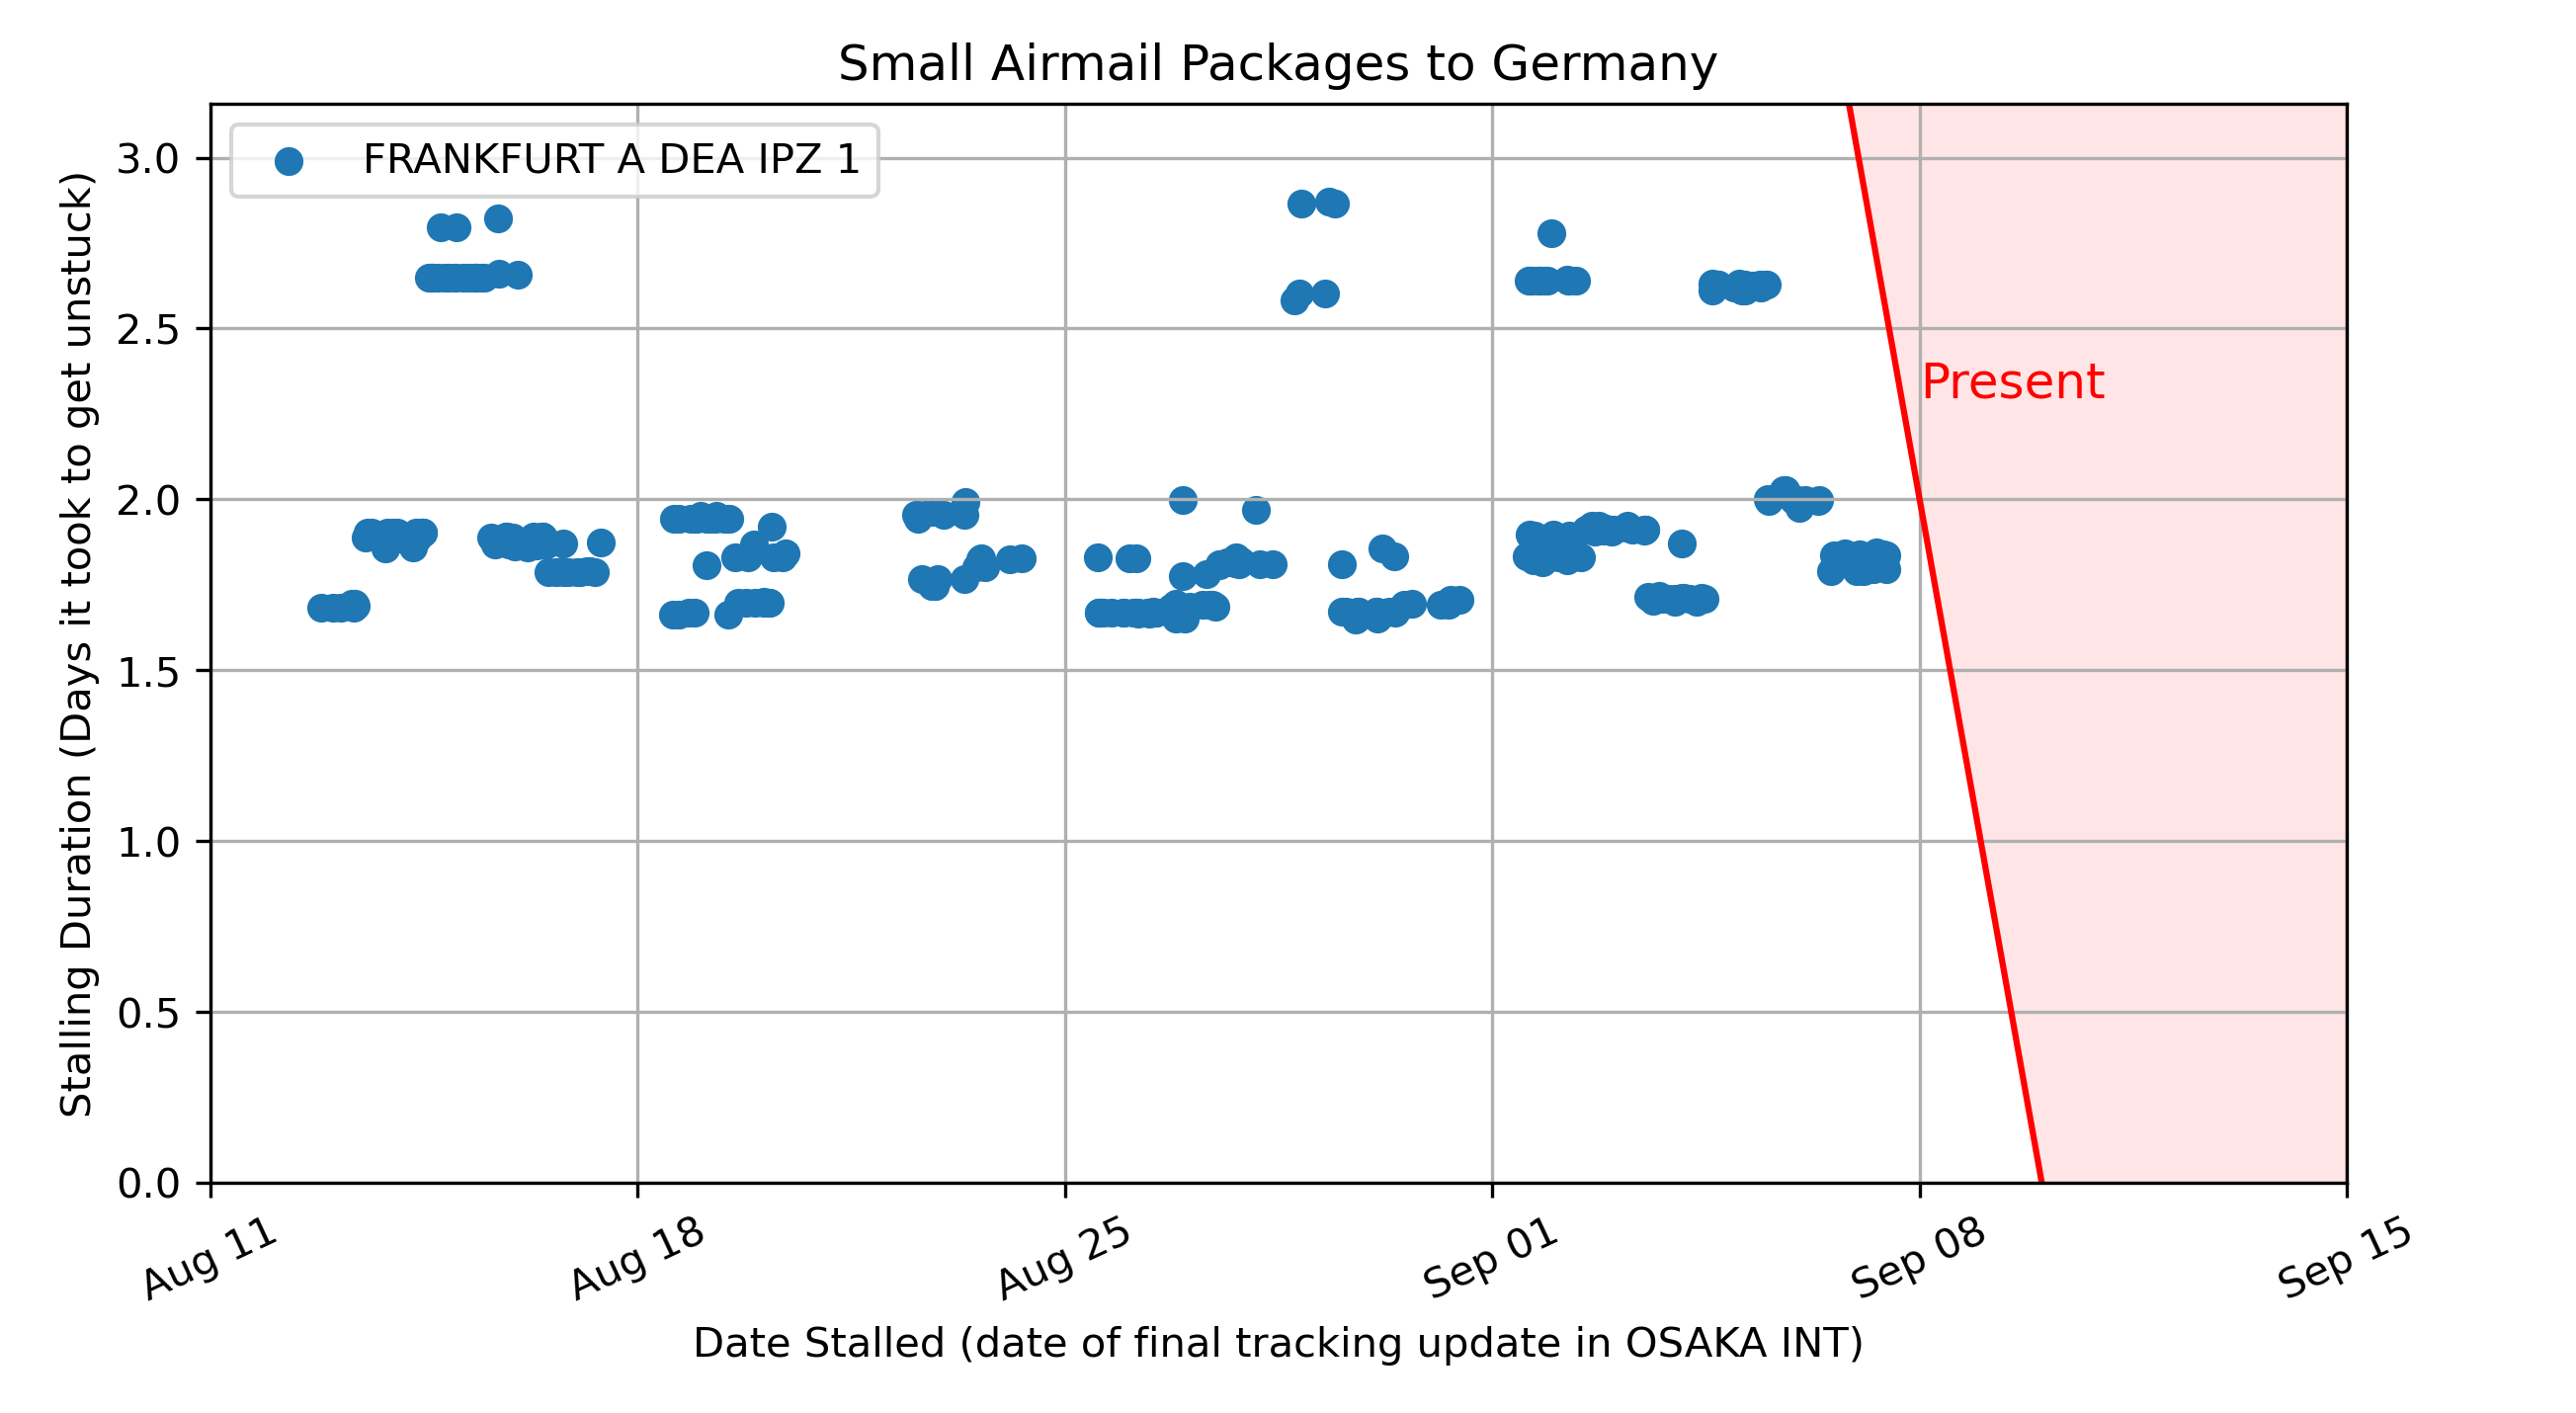 Small Airmail Packages to Germany
FRANKFURT A DEA IPZ 1
Stalling Duration (Days it took to get unstuck)
3.0
2.5
2.0
1.5
1.0
0.5
0.0
Present
Aug 11
Aug 18
Aug 25
Sep 01
Sep 08
Sep 15
Date Stalled (date of final tracking update in OSAKA INT)